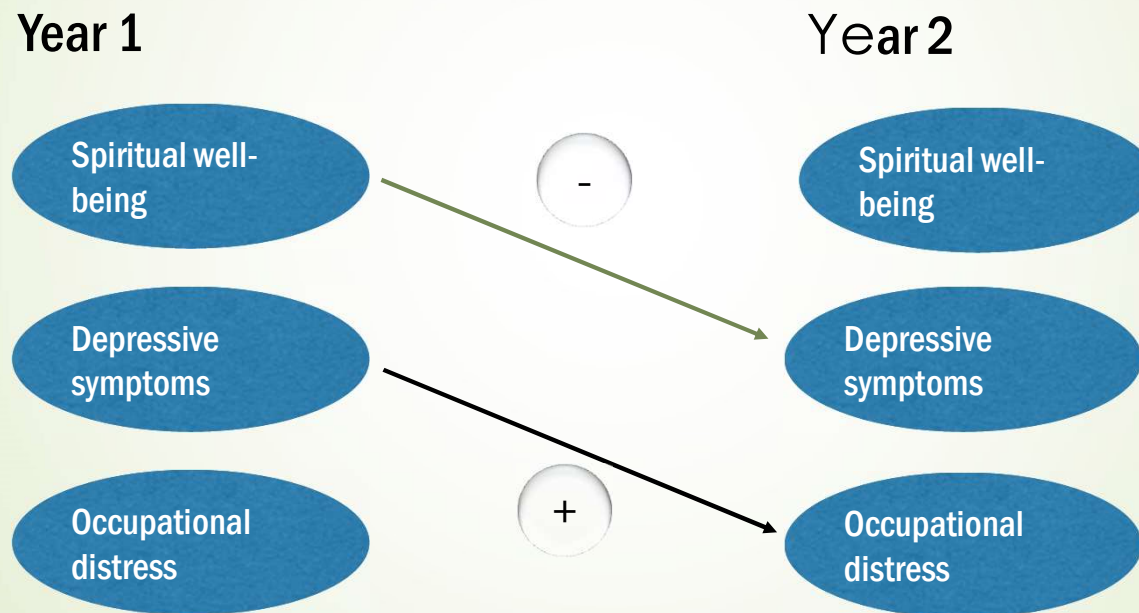 Year 1
Year 2
Spiritual well-
being
-
Spiritual well-
being
Depressive
symptoms
Depressive
symptoms
Occupational
distress
+
Occupational
distress